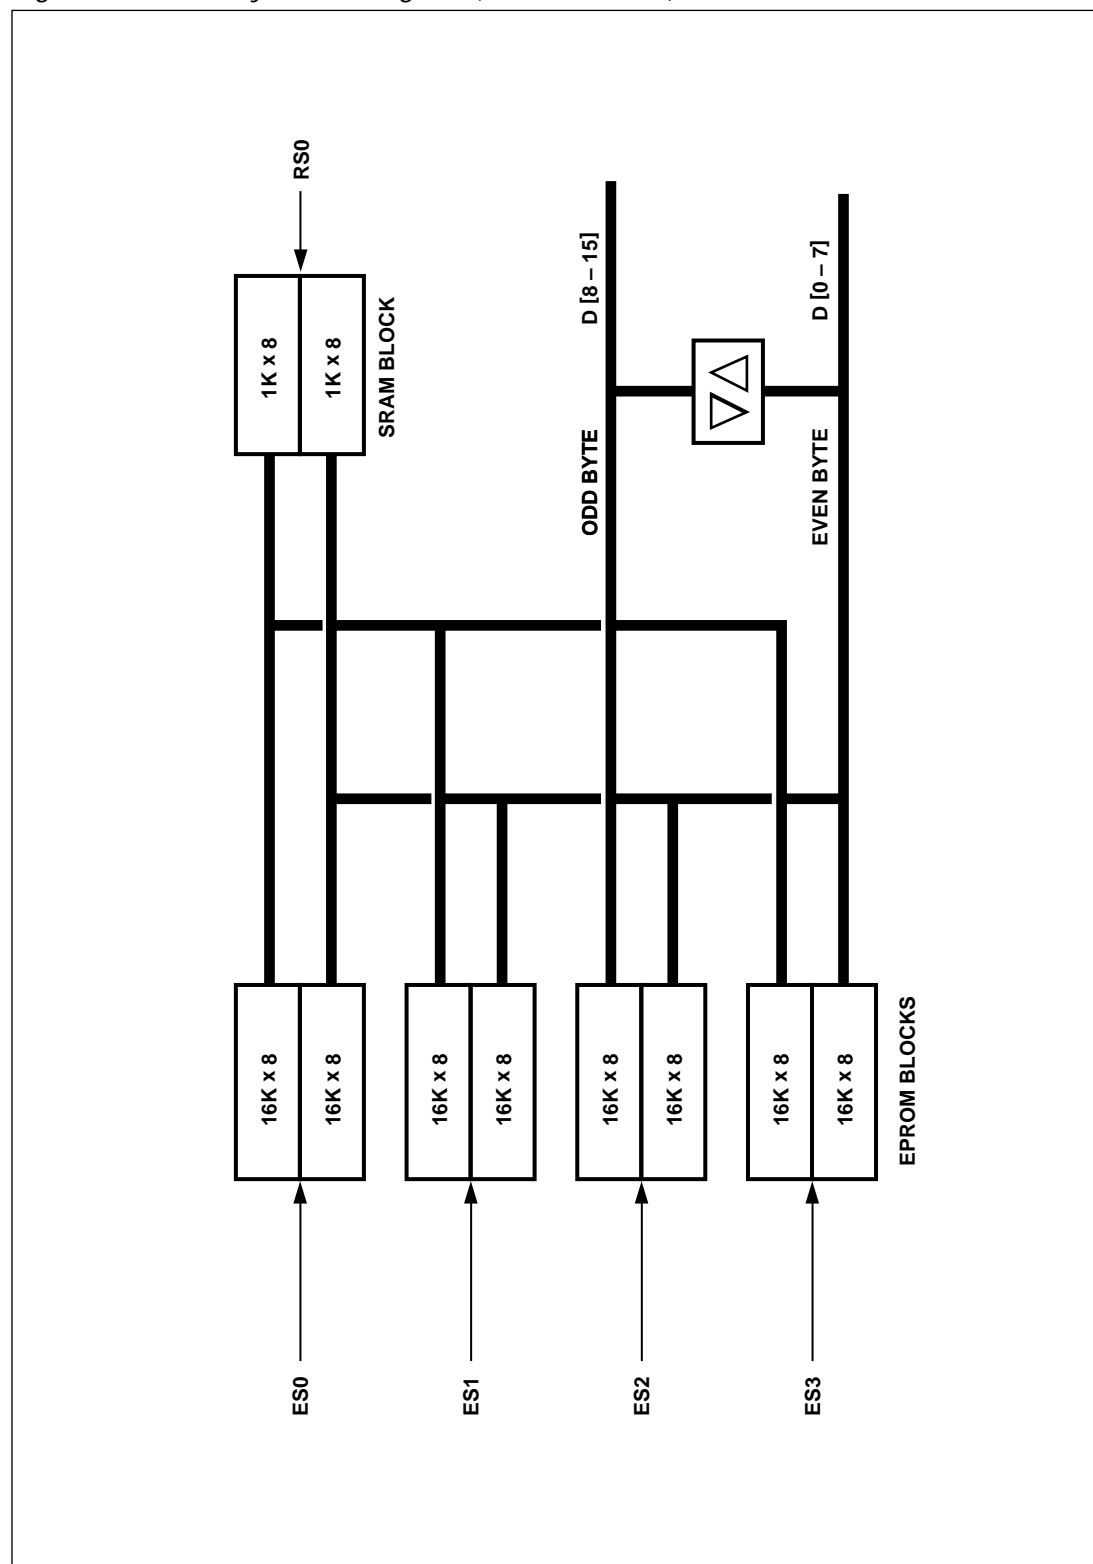 RS0
1K x 8
1K x 8
SRAM BLOCK
D [8 – 15]
D [0 – 7]
ODD BYTE
EVEN BYTE
16K x 8
16K x 8
16K x 8
16K x 8
16K x 8
16K x 8
16K x 8
16K x 8
EPROM BLOCKS
ES0
ES1
ES2
ES3